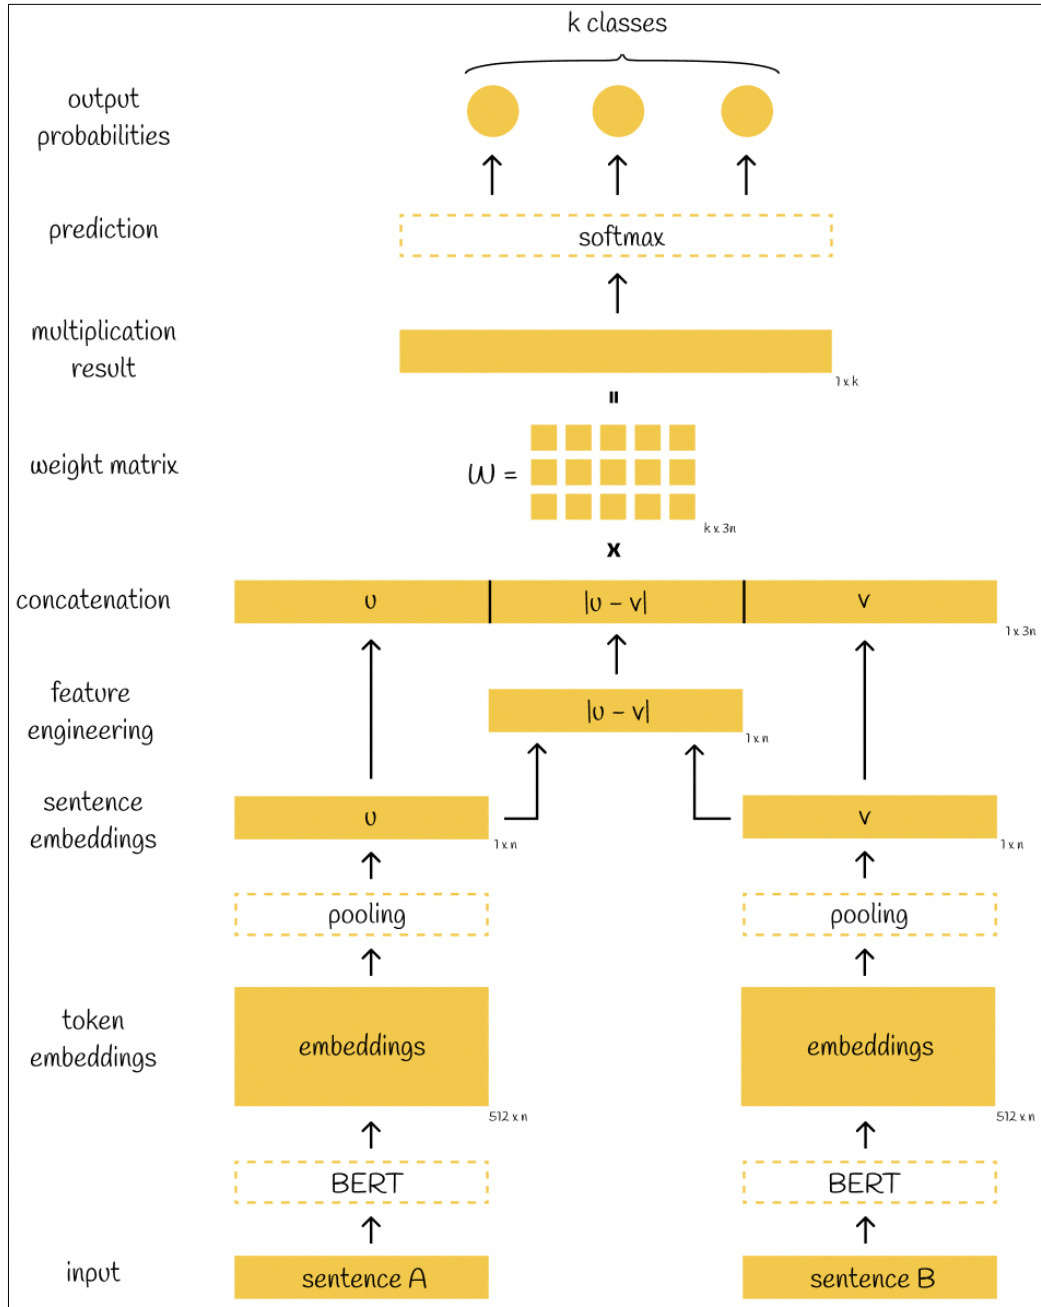 k classes
output
probabilities
prediction
softmax
multiplication
result
1 x k
=
weight matrix
W =
k x 3n
x
concatenation
u
|u - v|
v
1 x 3n
feature
engineering
|u - v|
1 x n
sentence
embeddings
u
1 x n
v
1 x n
pooling
pooling
token
embeddings
embeddings
512 x n
embeddings
512 x n
BERT
BERT
input
sentence A
sentence B